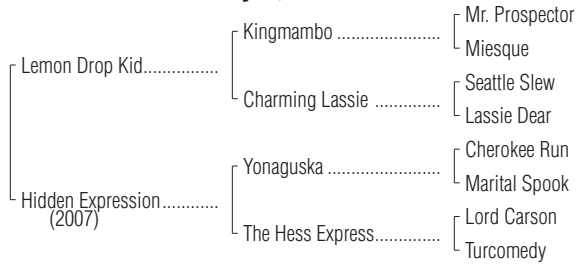 Mr. Prospector
Kingmambo ....................
Miesque
Lemon Drop Kid...............
Seattle Slew
Charming Lassie .............
Lassie Dear
Cherokee Run
Yonaguska ......................
Marital Spook
Hidden Expression...........
(2007)
Lord Carson
The Hess Express.............
Turcomedy